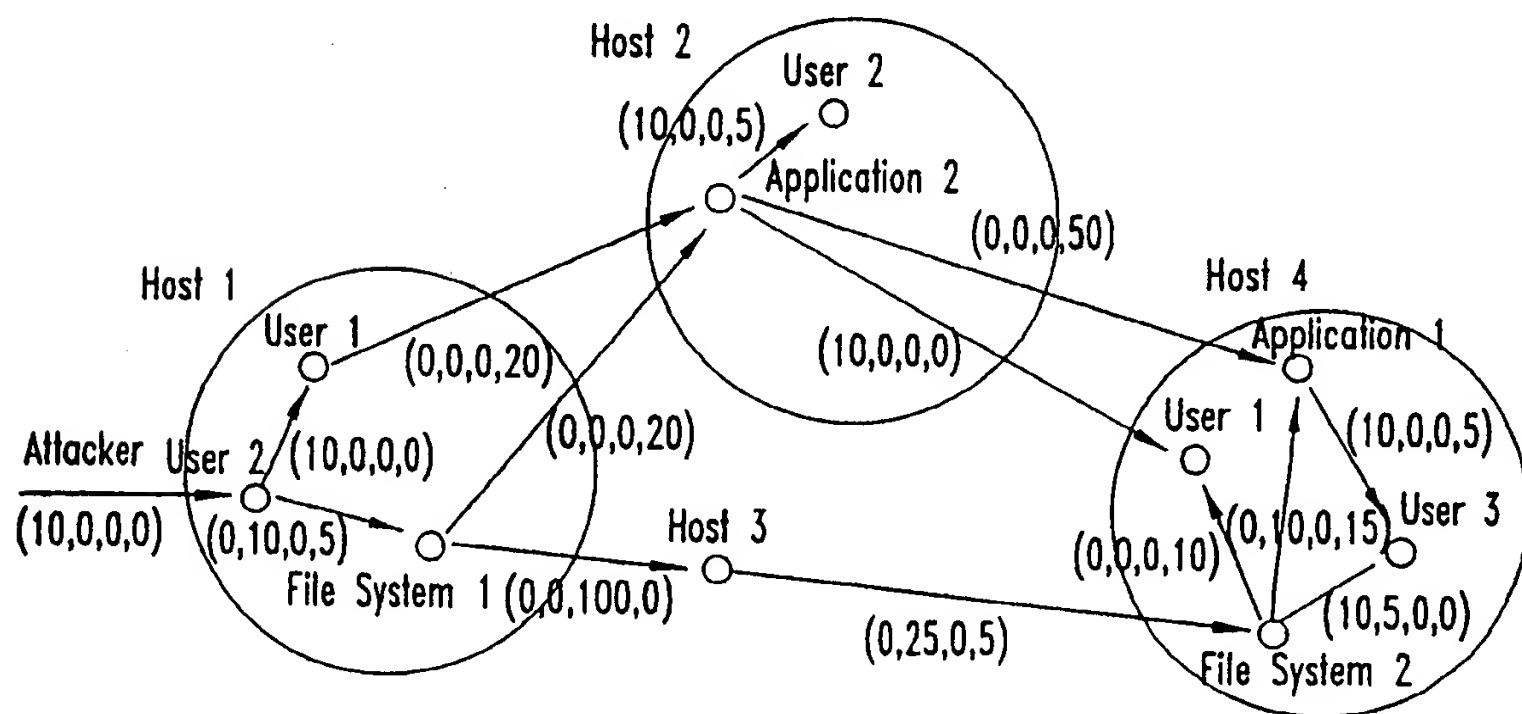 Host 2
User 2
(10,0,0,5)
Application 2
(0,0,0,50)
Host 1
Host 4
User 1
(0,0,0,20)
(10,0,0,0)
Application 1
User 1
(10,0,0,5)
Attacker
User 2
(10,0,0,0)
(0,0,0,20)
(10,0,0,0)
(0,10,0,5)
Host 3
(0,0,0,10)
(0,10,0,15)
User 3
File System 1
(0,0,100,0)
(0,25,0,5)
(10,5,0,0)
File System 2